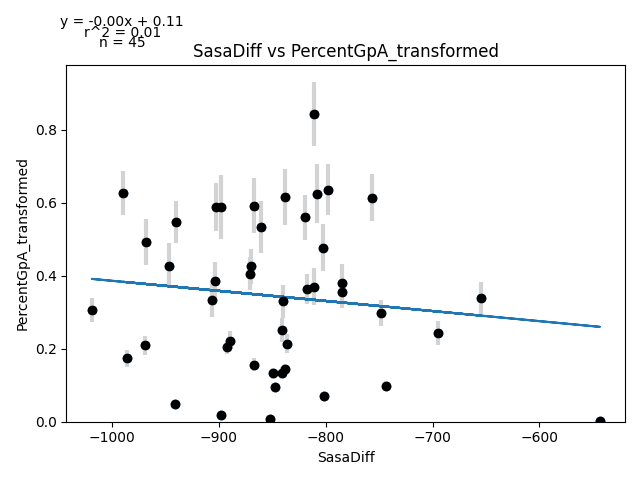 y = -0.00x + 0.11
r^2 = 0.01
n = 45
SasaDiff vs PercentGpA_transformed
PercentGpA_transformed
0.8
0.6
0.4
0.2
0.0
−1000 −900 −800 −700 −600
SasaDiff